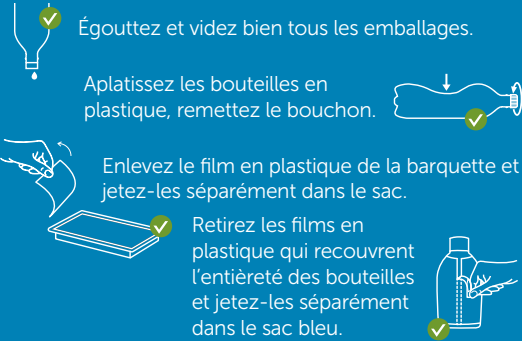 Égouttez et videz bien tous les emballages.
Aplatissez les bouteilles en
plastique, remettez le bouchon.
Enlevez le film en plastique de la barquette et
jetez-les séparément dans le sac.
Retirez les films en
plastique qui recouvrent
l'entièreté des bouteilles
et jetez-les séparément
dans le sac bleu.